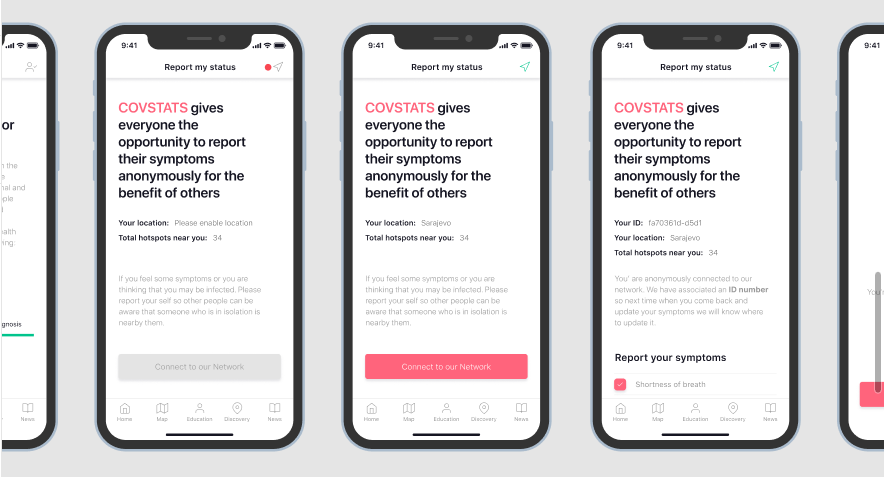 or
t the
nal and
ple
alth
ving.
gnosis
News
9:41
Report my status
COVSTATS gives
everyone the
opportunity to report
their symptoms
anonymously for the
benefit of others
Your location: Please enable location
Total hotspots near you: 34
If you feel some symptoms or you are
thinking that you may be infected. Please
report your self so other people can be
aware that someone who is in isolation is
nearby them.
Connect to our Network
Home Map Education Discovery News
9:41
Report my status
COVSTATS gives
everyone the
opportunity to report
their symptoms
anonymously for the
benefit of others
Your location: Sarajevo
Total hotspots near you: 34
If you feel some symptoms or you are
thinking that you may be infected. Please
report your self so other people can be
aware that someone who is in isolation is
nearby them.
Connect to our Network
Home Map Education Discovery News
9:41
Report my status
COVSTATS gives
everyone the
opportunity to report
their symptoms
anonymously for the
benefit of others
Your ID: fa70361d-d5d1
Your location: Sarajevo
Total hotspots near you: 34
You' are anonymously connected to our
network. We have associated an ID number
so next time when you come back and
update your symptoms we will know where
to update it.
Report your symptoms
Shortness of breath
Home Map Education Discovery News
9:41